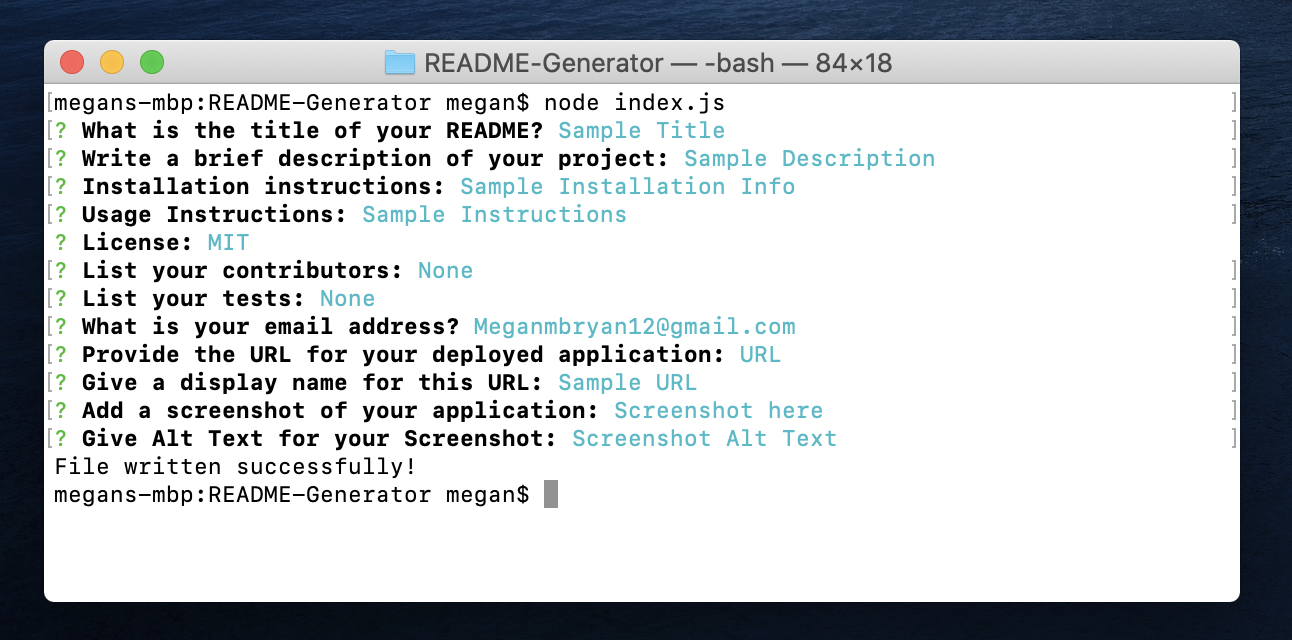 README-Generator — -bash — 84×18
[megans-mbp:README-Generator megan$ node index.js ]
[? What is the title of your README? Sample Title ]
[? Write a brief description of your project: Sample Description ]
[? Installation instructions: Sample Installation Info ]
[? Usage Instructions: Sample Instructions ]
? License: MIT
[? List your contributors: None ]
[? List your tests: None ]
[? What is your email address? Meganmbryan12@gmail.com ]
[? Provide the URL for your deployed application: URL ]
[? Give a display name for this URL: Sample URL ]
[? Add a screenshot of your application: Screenshot here ]
[? Give Alt Text for your Screenshot: Screenshot Alt Text ]
File written successfully!
megans-mbp:README-Generator megan$